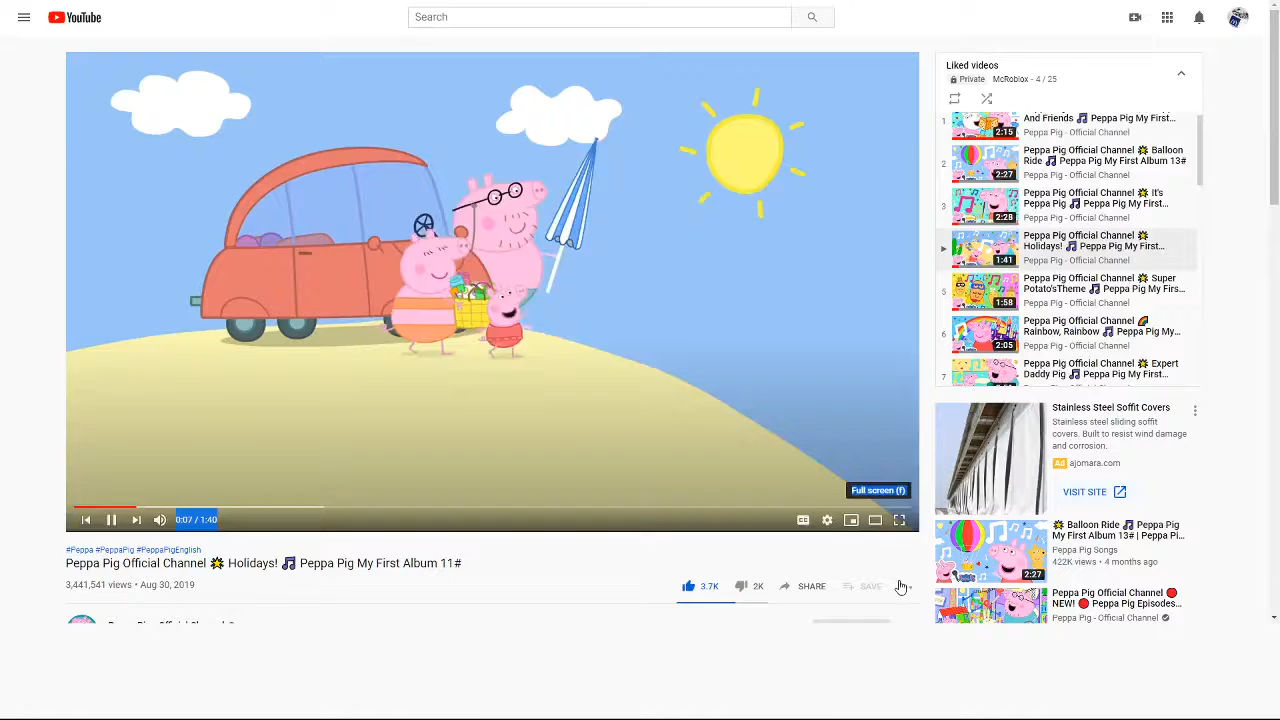 YouTube
Search
Full screen (f)
0:07 / 1:40
#Peppa #PeppaPig #PeppaPigEnglish
Peppa Pig Official Channel 🌟 Holidays! 🎵 Peppa Pig My First Album 11#
3,441,541 views • Aug 30, 2019
3.7K
2K
SHARE
SAVE
Liked videos
Private McRoblox - 4 / 25
1
And Friends 🎵 Peppa Pig My First...
2:15
2
Peppa Pig Official Channel 🌟 Balloon
Ride 🎵 Peppa Pig My First Album 13#
Peppa Pig - Official Channel
2:27
3
Peppa Pig Official Channel 🌟 It's
Peppa Pig 🎵 Peppa Pig My First...
Peppa Pig - Official Channel
2:28
Peppa Pig Official Channel 🌟
Holidays! 🎵 Peppa Pig My First...
Peppa Pig - Official Channel
1:41
5
Peppa Pig Official Channel 🌟 Super
Potato'sTheme 🎵 Peppa Pig My Firs...
Peppa Pig - Official Channel
1:58
6
Peppa Pig Official Channel 🌈
Rainbow, Rainbow 🎵 Peppa Pig My...
Peppa Pig - Official Channel
2:05
7
Peppa Pig Official Channel 🌟 Expert
Daddy Pig 🎵 Peppa Pig My First...
Stainless Steel Soffit Covers
Stainless steel sliding soffit
covers. Built to resist wind damage
and corrosion.
Ad ajomara.com
VISIT SITE
🌟 Balloon Ride 🎵 Peppa Pig
My First Album 13# | Peppa Pi...
Peppa Pig Songs
422K views • 4 months ago
2:27
Peppa Pig Official Channel 🔴
NEW! 🔴 Peppa Pig Episodes...
Peppa Pig - Official Channel